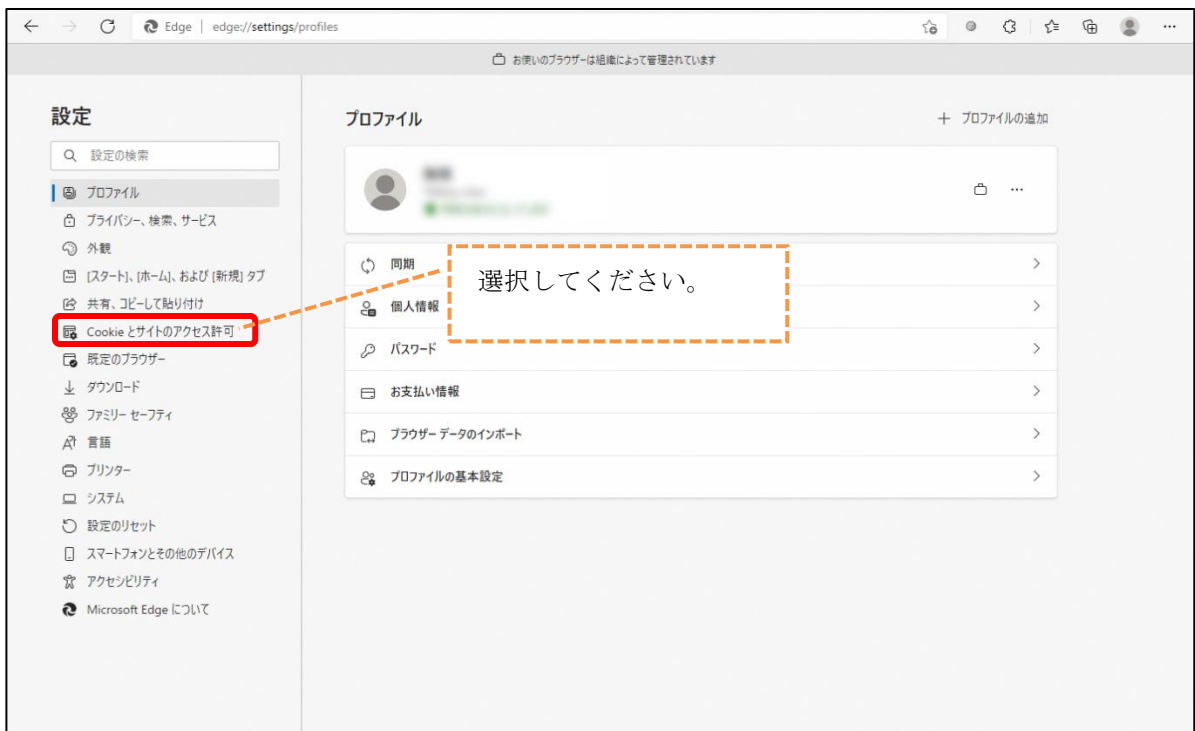 Edge | edge://settings/profiles
お使いのブラウザーは組織によって管理されています
設定
設定の検索
プロファイル
プライバシー、検索、サービス
外観
[スタート]、[ホーム]、および [新規] タブ
共有、コピーして貼り付け
Cookie とサイトのアクセス許可
既定のブラウザー
ダウンロード
ファミリー セーフティ
言語
プリンター
システム
設定のリセット
スマートフォンとその他のデバイス
アクセシビリティ
Microsoft Edge について
プロファイル
プロファイルの追加
同期
選択してください。
個人情報
パスワード
お支払い情報
ブラウザー データのインポート
プロファイルの基本設定